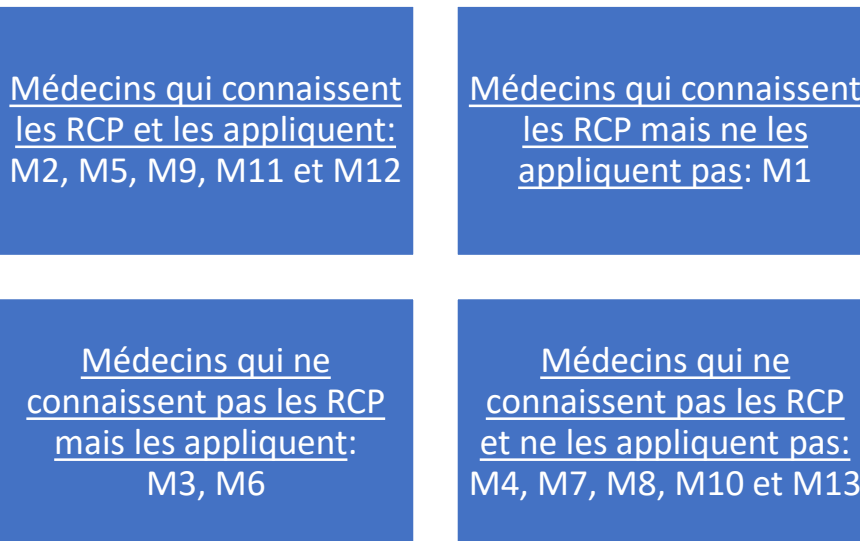 Médecins qui connaissent
les RCP et les appliquent:
M2, M5, M9, M11 et M12
Médecins qui connaissent
les RCP mais ne les
appliquent pas: M1
Médecins qui ne
connaissent pas les RCP
mais les appliquent:
M3, M6
Médecins qui ne
connaissent pas les RCP
et ne les appliquent pas:
M4, M7, M8, M10 et M13